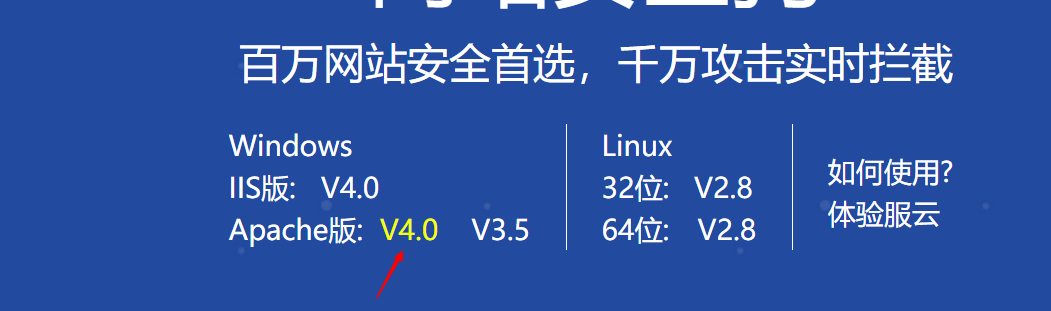 百万网站安全首选，千万攻击实时拦截
Windows
IIS版: V4.0
Apache版: V4.0 V3.5
Linux
32位: V2.8
64位: V2.8
如何使用?
体验服云